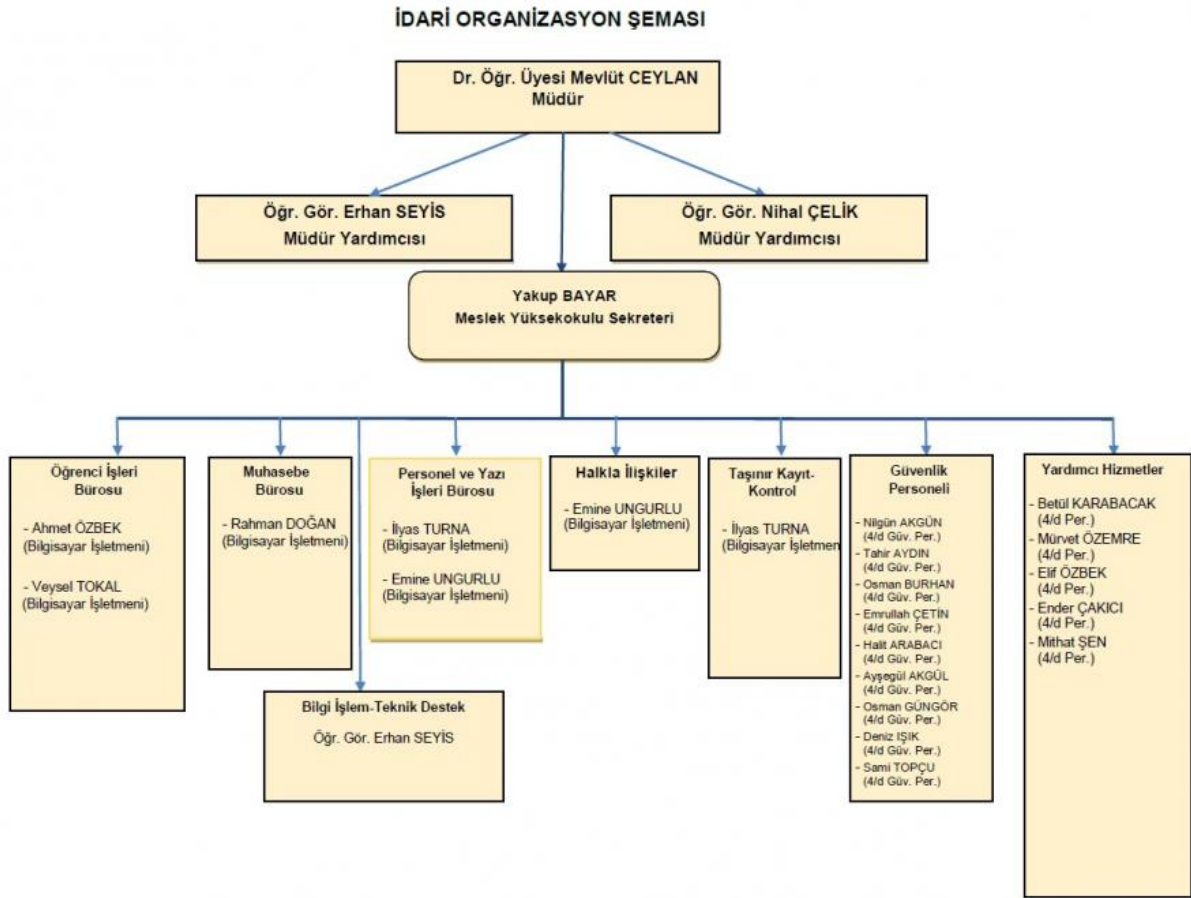 İDARİ ORGANİZASYON ŞEMASI
Dr. Öğr. Üyesi Mevlüt CEYLAN
Müdür
Öğr. Gör. Erhan SEYİS
Müdür Yardımcısı
Öğr. Gör. Nihal ÇELİK
Müdür Yardımcısı
Yakup BAYAR
Meslek Yüksekokulu Sekreteri
Öğrenci İşleri
Bürosu
- Ahmet ÖZBEK
(Bilgisayar İşletmeni)
- Veysel TOKAL
(Bilgisayar İşletmeni)
Muhasebe
Bürosu
- Rahman DOĞAN
(Bilgisayar İşletmeni)
Personel ve Yazı
İşleri Bürosu
- İlyas TURNA
(Bilgisayar İşletmeni)
- Emine UNGURLU
(Bilgisayar İşletmeni)
Halkla İlişkiler
- Emine UNGURLU
(Bilgisayar İşletmeni)
Taşınır Kayıt-
Kontrol
- İlyas TURNA
(Bilgisayar İşletmen
Güvenlik
Personeli
- Nilgün AKGÜN
(4/d Güv. Per.)
- Tahir AYDIN
(4/d Güv. Per.)
- Osman BURHAN
(4/d Güv. Per.)
- Emrullah ÇETİN
(4/d Güv. Per.)
- Halit ARABACI
(4/d Güv. Per.)
- Ayşegül AKGÜL
(4/d Güv. Per.)
- Osman GÜNGÖR
(4/d Güv. Per.)
- Deniz IŞIK
(4/d Güv. Per.)
- Sami TOPÇU
(4/d Güv. Per.)
Yardımcı Hizmetler
- Betül KARABACAK
(4/d Per.)
- Mürvet ÖZEMRE
(4/d Per.)
- Elif ÖZBEK
(4/d Per.)
- Ender ÇAKICI
(4/d Per.)
- Mithat ŞEN
(4/d Per.)
Bilgi İşlem-Teknik Destek
Öğr. Gör. Erhan SEYİS